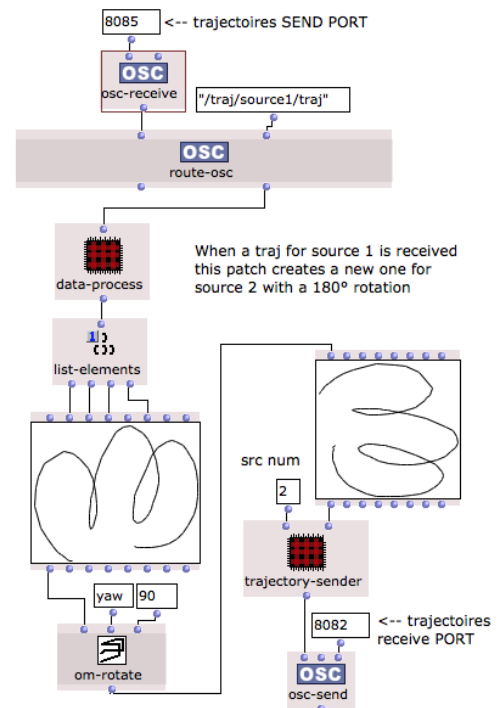 8085 <-- trajectoires SEND PORT
OSC
osc-receive
"/traj/source1/traj"
OSC
route-osc
data-process
When a traj for source 1 is received
this patch creates a new one for
source 2 with a 180º rotation
1
list-elements
src num
2
trajectory-sender
yaw 90
om-rotate
8082 <-- trajectoires
receive PORT
OSC
osc-send